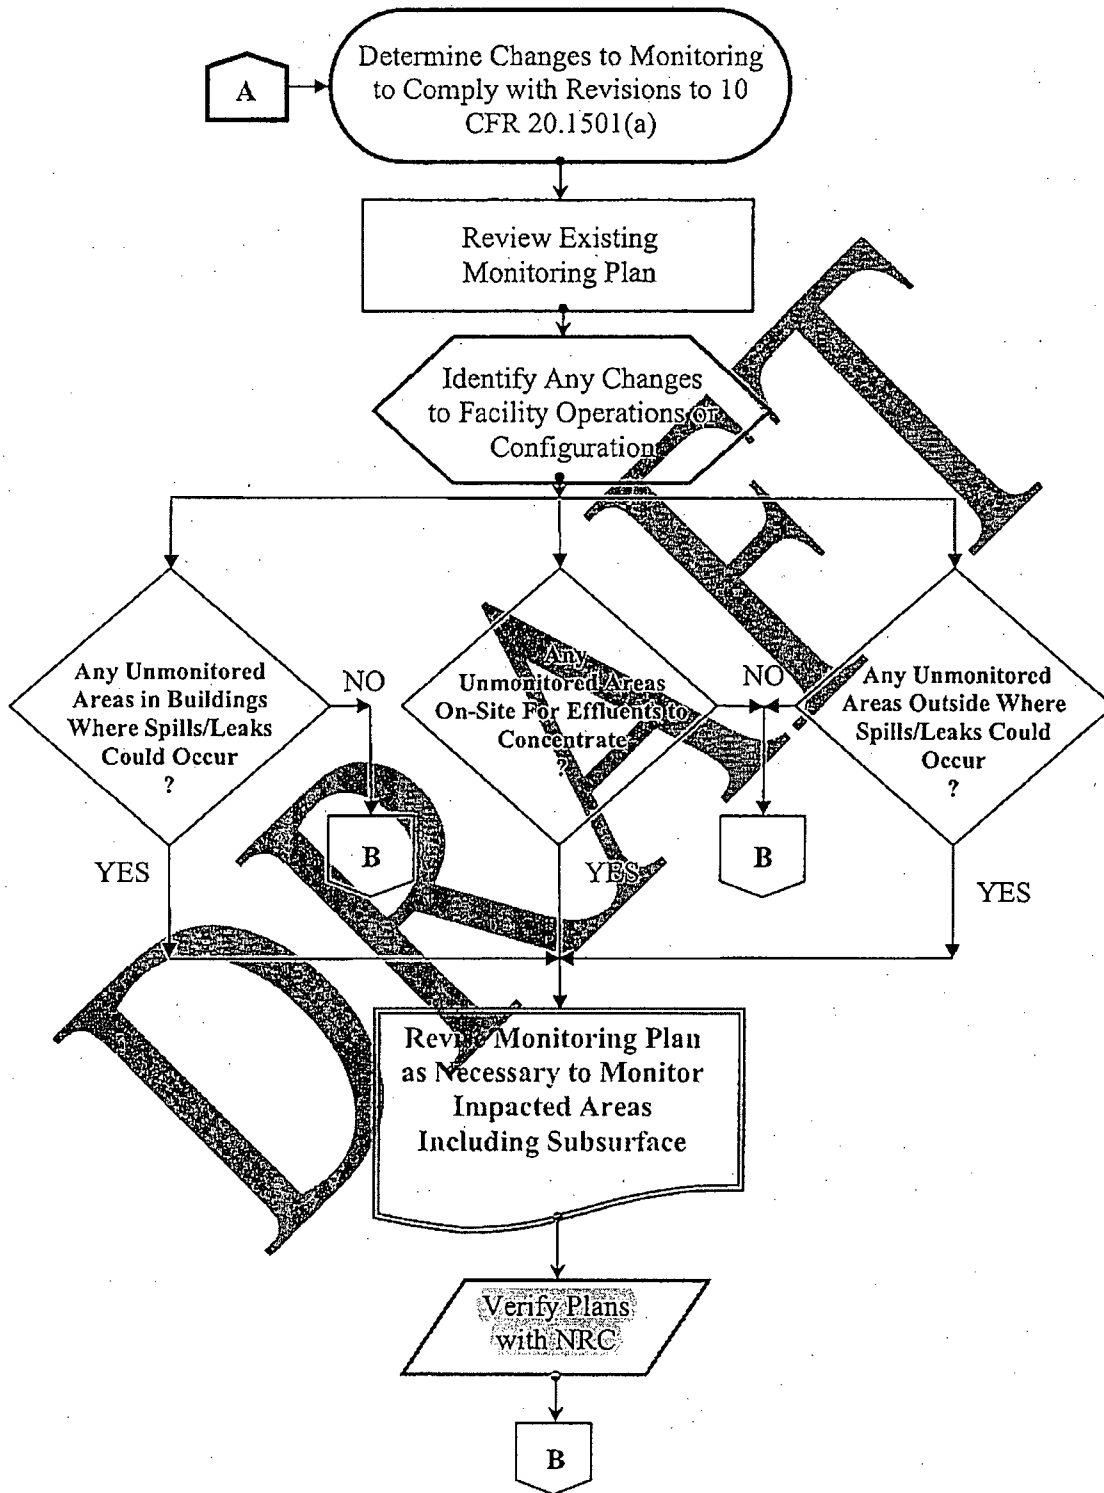 A
Determine Changes to Monitoring
to Comply with Revisions to 10
CFR 20.1501(a)
Review Existing
Monitoring Plan
Identify Any Changes
to Facility Operations or
Configuration
Any Unmonitored
Areas in Buildings
Where Spills/Leaks
Could Occur
?
NO
Any
Unmonitored Areas
On-Site For Effluents to
Concentrate
?
NO
Any Unmonitored
Areas Outside Where
Spills/Leaks Could
Occur
?
B
B
YES
YES
YES
Revise Monitoring Plan
as Necessary to Monitor
Impacted Areas
Including Subsurface
Verify Plans
with NRC
B
DRAFT